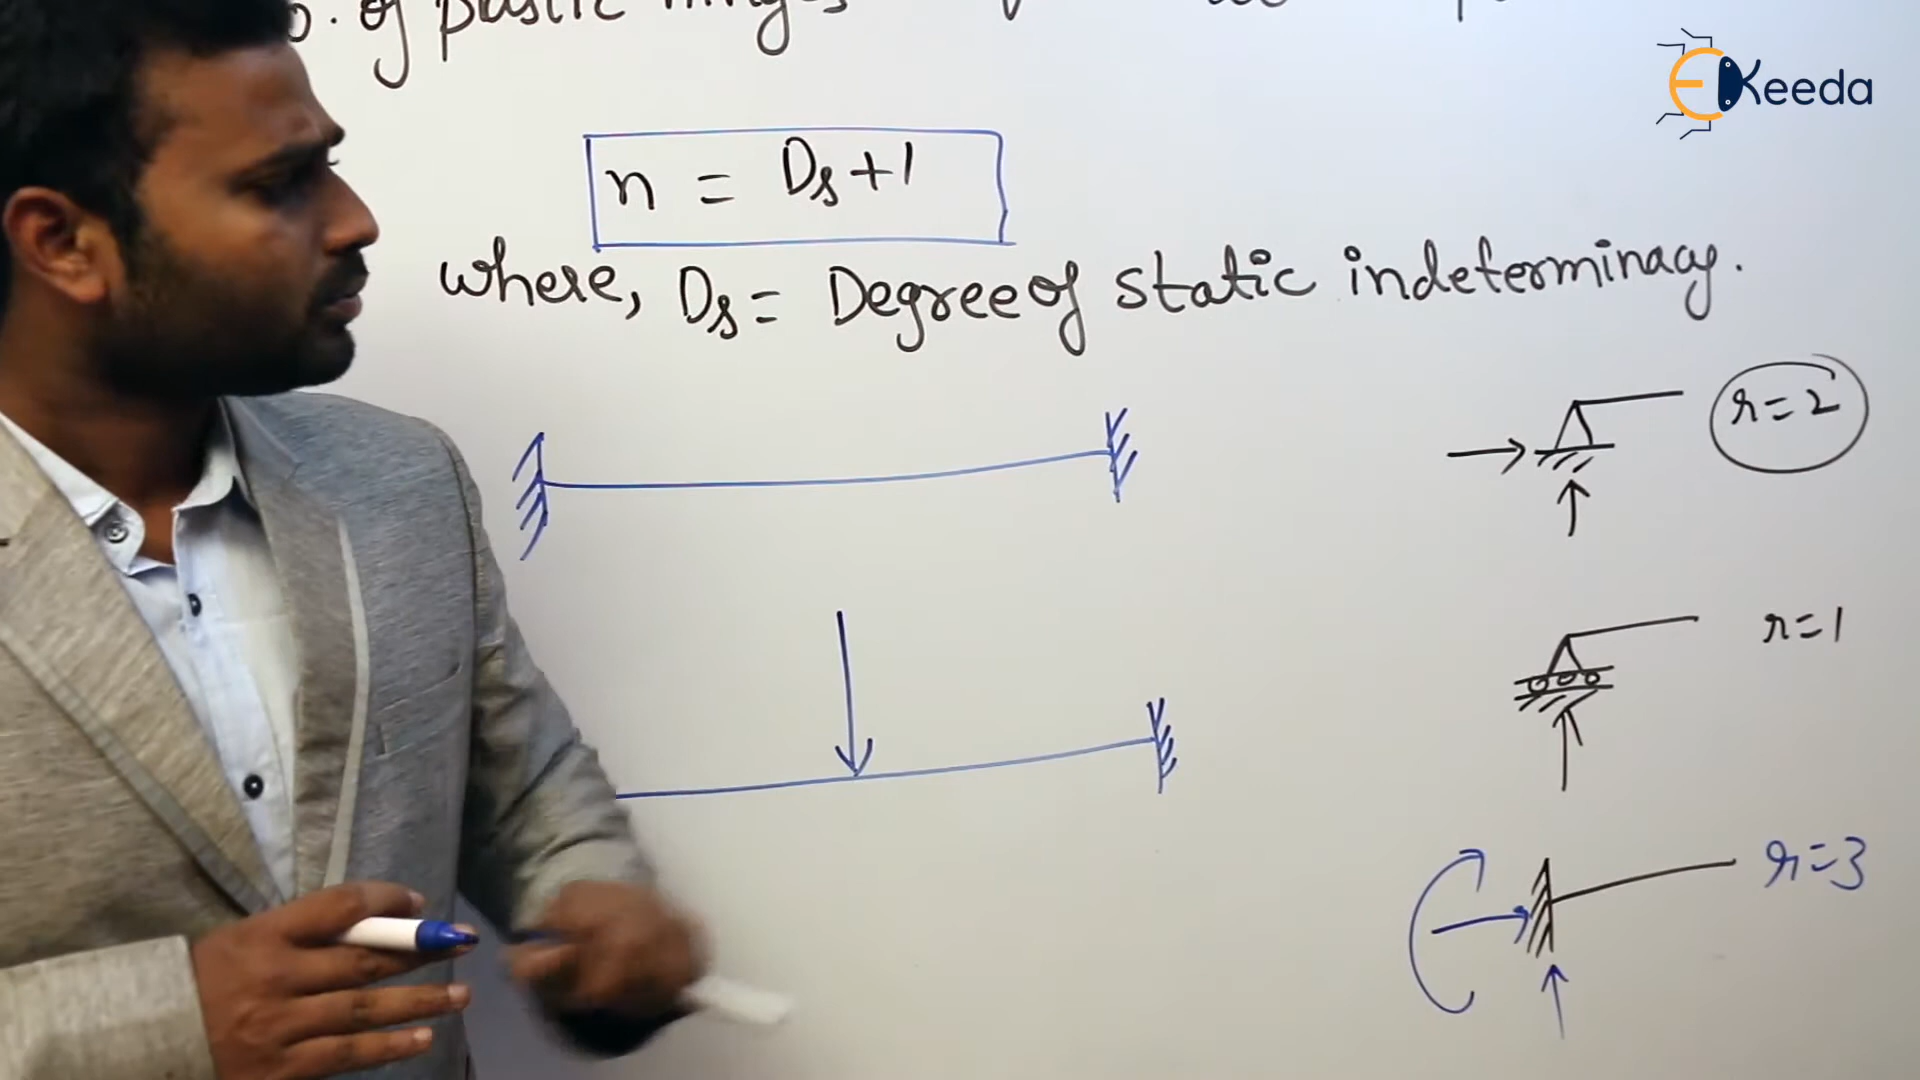 of plastic hinges
EKeeda
n = Ds+1
where, Ds = Degree of static indeterminacy.
r=2
r=1
r=3